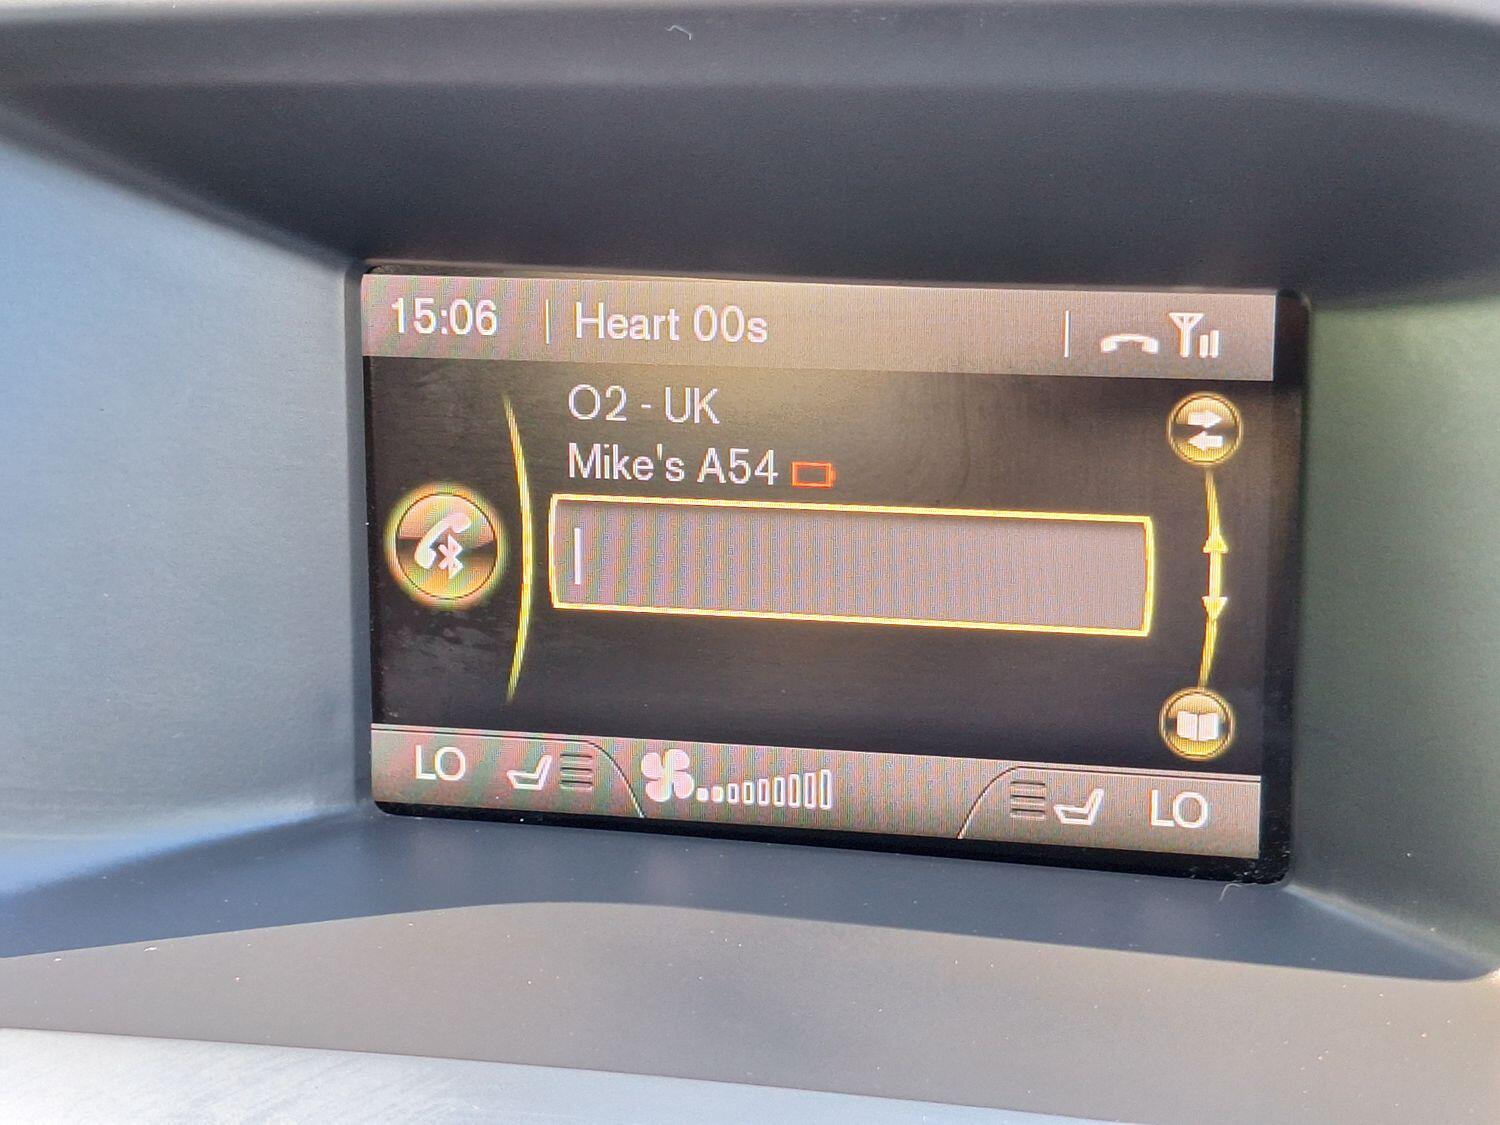 15:06 | Heart 00s
O2 - UK
Mike's A54
LO LO